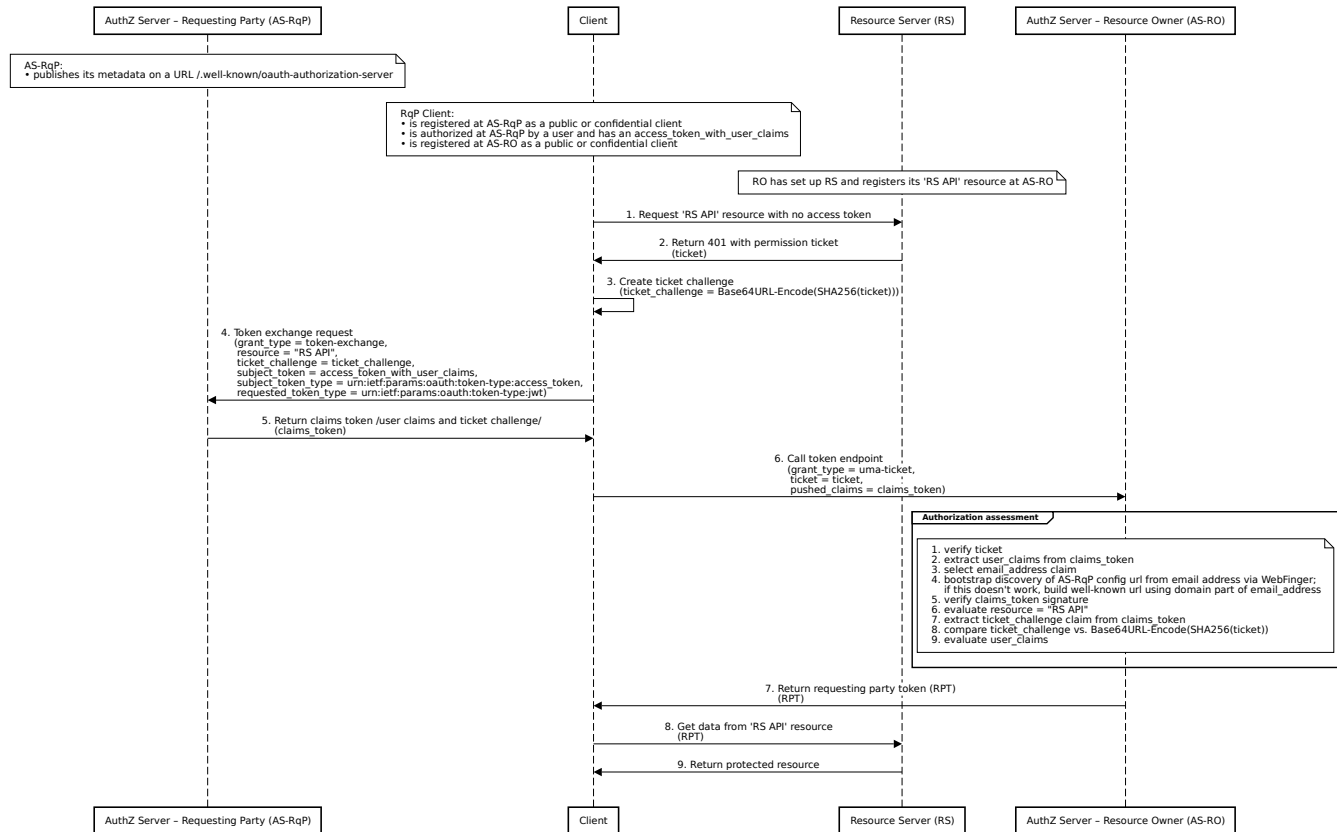 AuthZ Server – Requesting Party (AS-RqP)
Client
Resource Server (RS)
AuthZ Server – Resource Owner (AS-RO)
AS-RqP:
• publishes its metadata on a URL /.well-known/oauth-authorization-server
RqP Client:
• is registered at AS-RqP as a public or confidential client
• is authorized at AS-RqP by a user and has an access_token_with_user_claims
• is registered at AS-RO as a public or confidential client
RO has set up RS and registers its 'RS API' resource at AS-RO
1. Request 'RS API' resource with no access token
2. Return 401 with permission ticket
(ticket)
3. Create ticket challenge
(ticket_challenge = Base64URL-Encode(SHA256(ticket)))
4. Token exchange request
(grant_type = token-exchange,
resource = "RS API",
ticket_challenge = ticket_challenge,
subject_token = access_token_with_user_claims,
subject_token_type = urn:ietf:params:oauth:token-type:access_token,
requested_token_type = urn:ietf:params:oauth:token-type:jwt)
5. Return claims token /user claims and ticket challenge/
(claims_token)
6. Call token endpoint
(grant_type = uma-ticket,
ticket = ticket,
pushed_claims = claims_token)
Authorization assessment
1. verify ticket
2. extract user_claims from claims_token
3. select email_address claim
4. bootstrap discovery of AS-RqP config url from email address via WebFinger;
if this doesn't work, build well-known url using domain part of email_address
5. verify claims_token signature
6. evaluate resource = "RS API"
7. extract ticket_challenge claim from claims_token
8. compare ticket_challenge vs. Base64URL-Encode(SHA256(ticket))
9. evaluate user_claims
7. Return requesting party token (RPT)
(RPT)
8. Get data from 'RS API' resource
(RPT)
9. Return protected resource
AuthZ Server – Requesting Party (AS-RqP)
Client
Resource Server (RS)
AuthZ Server – Resource Owner (AS-RO)